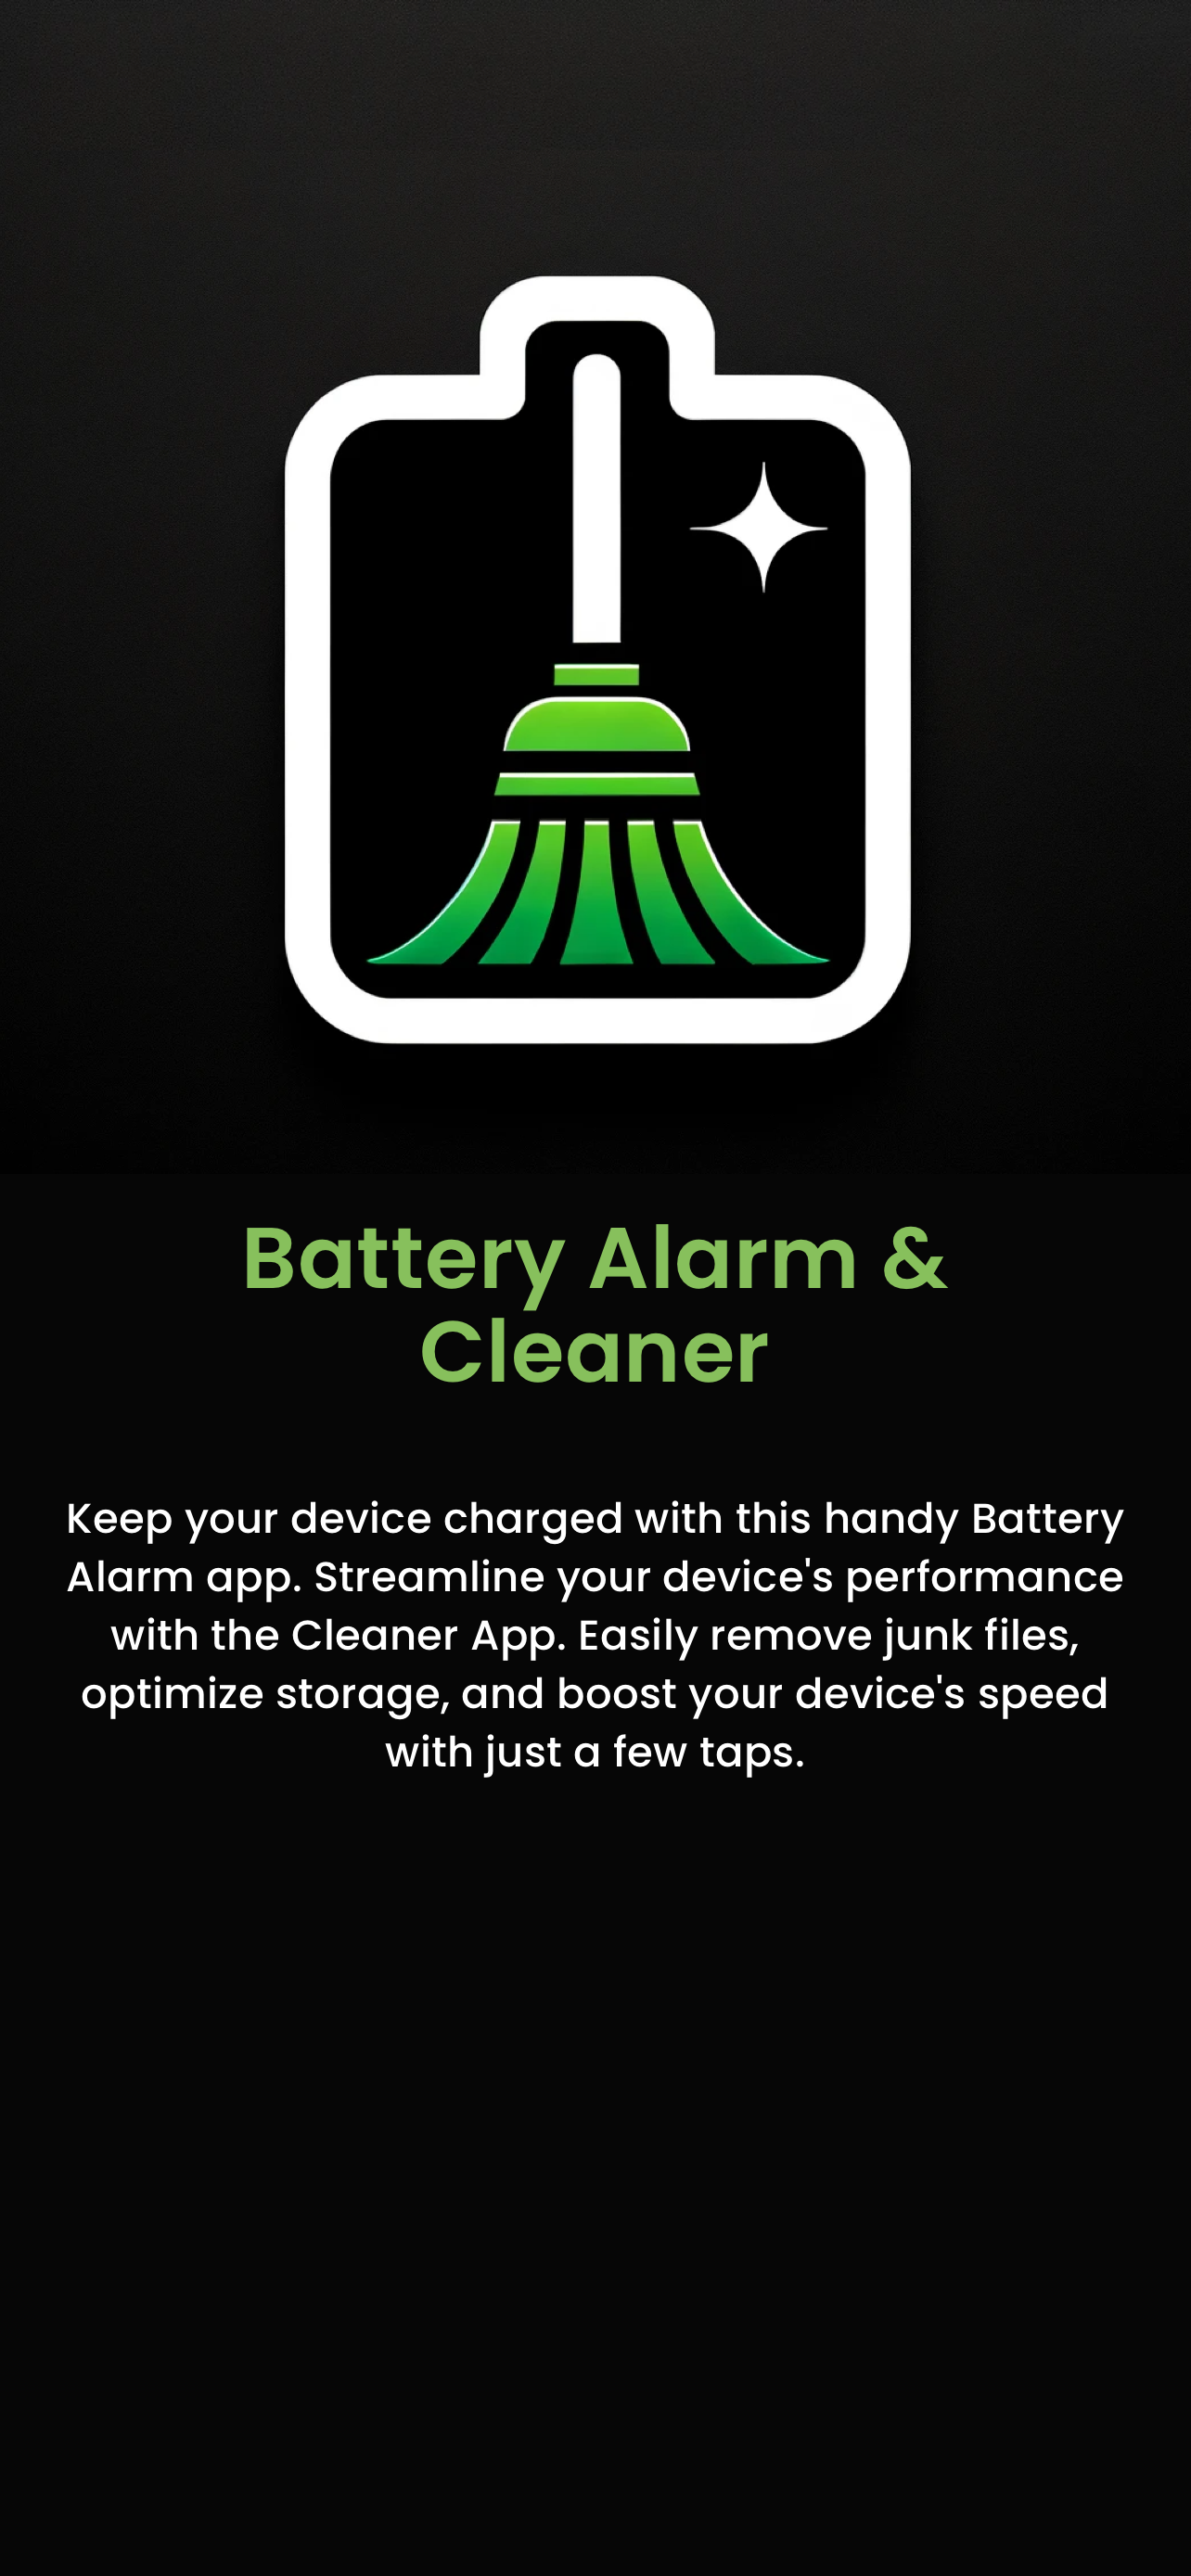 Battery Alarm &
Cleaner
Keep your device charged with this handy Battery
Alarm app. Streamline your device's performance
with the Cleaner App. Easily remove junk files,
optimize storage, and boost your device's speed
with just a few taps.